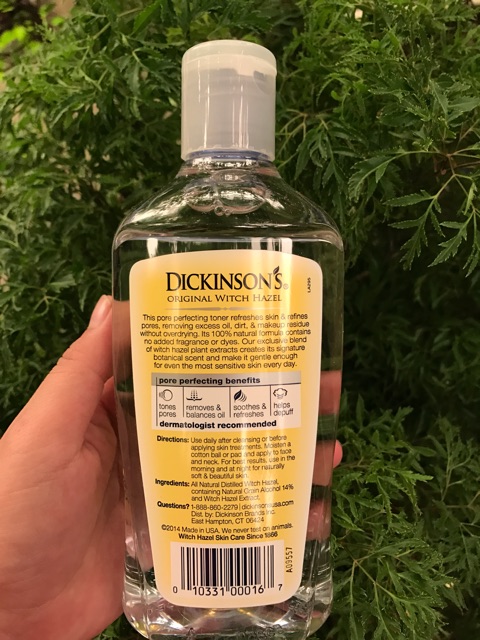 DICKINSON'S®
ORIGINAL WITCH HAZEL
LA295
This pore perfecting toner refreshes skin & refines
pores, removing excess oil, dirt, & makeup residue
without overdrying. Its 100% natural formula contains
no added fragrance or dyes. Our exclusive blend
of witch hazel plant extracts creates its signature
botanical scent and make it gentle enough
for even the most sensitive skin every day.
pore perfecting benefits
tones
pores
removes &
balances oil
soothes &
refreshes
helps
depuff
dermatologist recommended
Directions: Use daily after cleansing or before
applying skin treatments. Moisten a
cotton ball or pad and apply to face
and neck. For best results, use in the
morning and at night for naturally
soft & beautiful skin.
Ingredients: All Natural Distilled Witch Hazel,
containing Natural Grain Alcohol 14%
and Witch Hazel Extract.
Questions? 1-888-860-2279 | dickinsonsusa.com
Dist. by: Dickinson Brands Inc.
East Hampton, CT 06424
©2014 Made in USA. We never test on animals.
Witch Hazel Skin Care Since 1866
0 10331 00016 7
A09557